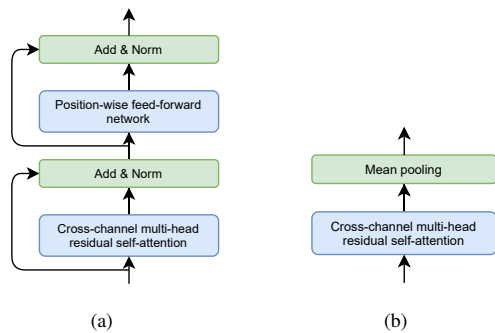 Add & Norm
Position-wise feed-forward
network
Add & Norm
Cross-channel multi-head
residual self-attention
(a)
Mean pooling
Cross-channel multi-head
residual self-attention
(b)